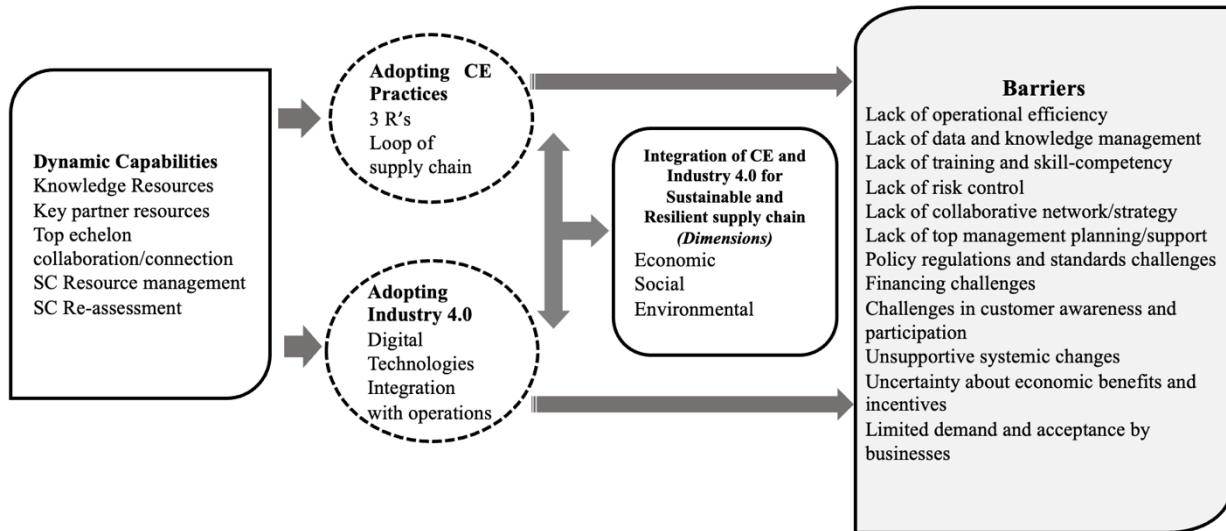 Dynamic Capabilities
Knowledge Resources
Key partner resources
Top echelon
collaboration/connection
SC Resource management
SC Re-assessment
Adopting CE
Practices
3 R's
Loop of
supply chain
Adopting
Industry 4.0
Digital
Technologies
Integration
with operations
Integration of CE and
Industry 4.0 for
Sustainable and
Resilient supply chain
(Dimensions)
Economic
Social
Environmental
Barriers
Lack of operational efficiency
Lack of data and knowledge management
Lack of training and skill-competency
Lack of risk control
Lack of collaborative network/strategy
Lack of top management planning/support
Policy regulations and standards challenges
Financing challenges
Challenges in customer awareness and
participation
Unsupportive systemic changes
Uncertainty about economic benefits and
incentives
Limited demand and acceptance by
businesses